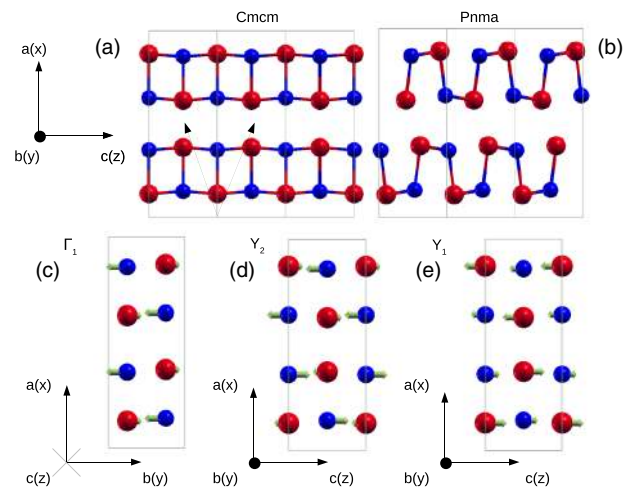 Cmcm Pnma
a(x) (a) (b)
b(y) c(z)
Γ1 Y2 Y1
(c) (d) (e)
a(x) a(x) a(x)
c(z) b(y) b(y) c(z) b(y) c(z)